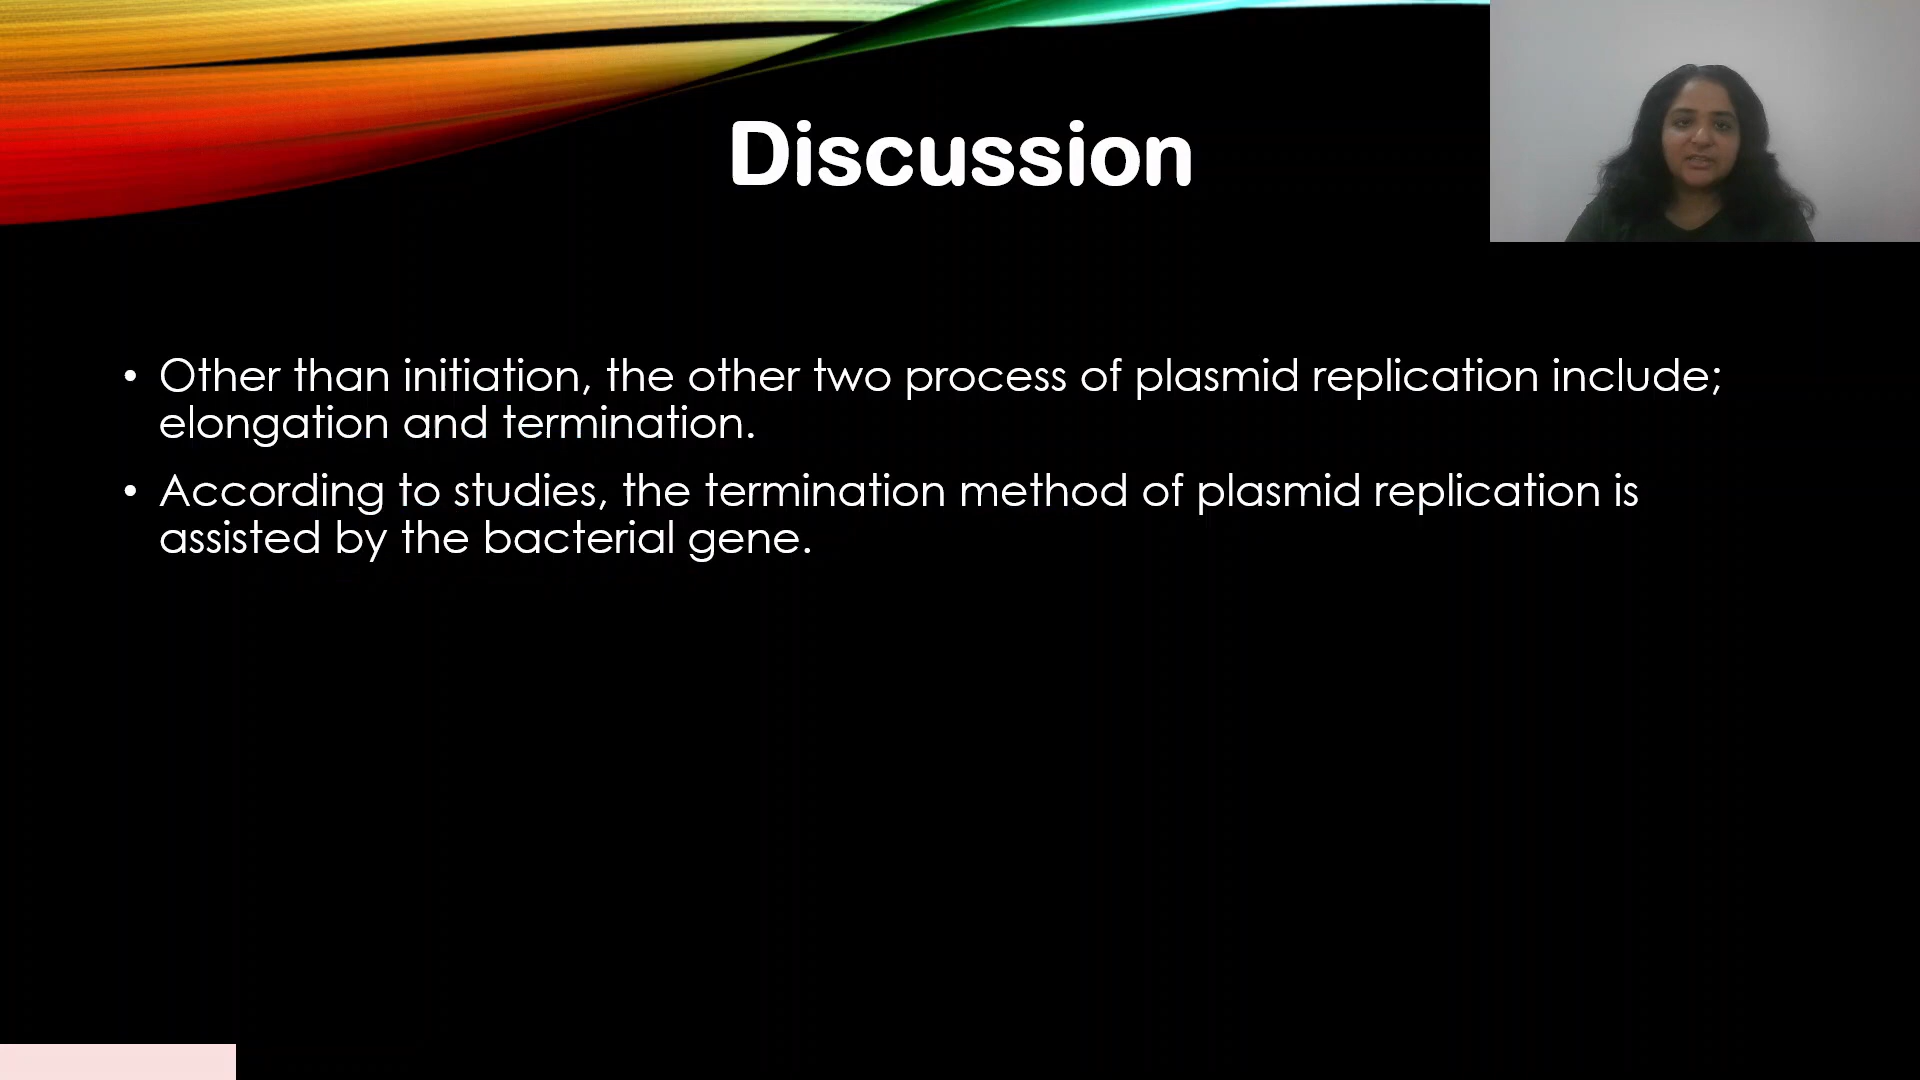 Discussion
• Other than initiation, the other two process of plasmid replication include;
elongation and termination.
• According to studies, the termination method of plasmid replication is
assisted by the bacterial gene.